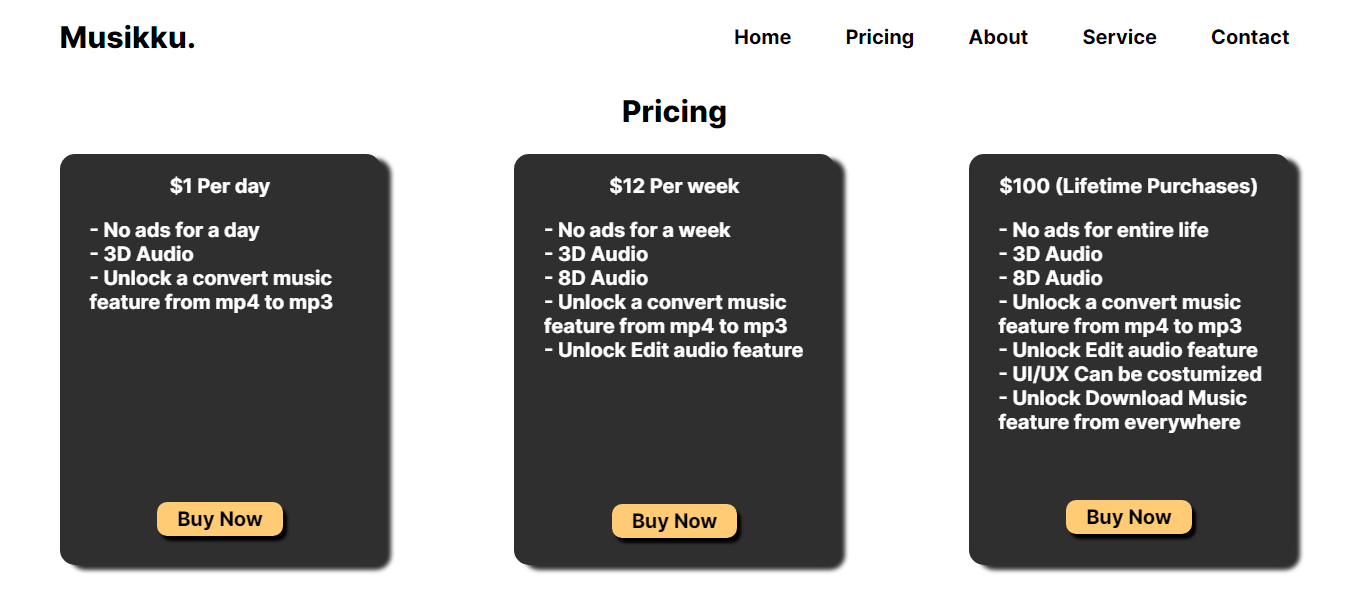 Musikku.
Home Pricing About Service Contact
Pricing
$1 Per day
- No ads for a day
- 3D Audio
- Unlock a convert music
feature from mp4 to mp3
Buy Now
$12 Per week
- No ads for a week
- 3D Audio
- 8D Audio
- Unlock a convert music
feature from mp4 to mp3
- Unlock Edit audio feature
Buy Now
$100 (Lifetime Purchases)
- No ads for entire life
- 3D Audio
- 8D Audio
- Unlock a convert music
feature from mp4 to mp3
- Unlock Edit audio feature
- UI/UX Can be costumized
- Unlock Download Music
feature from everywhere
Buy Now